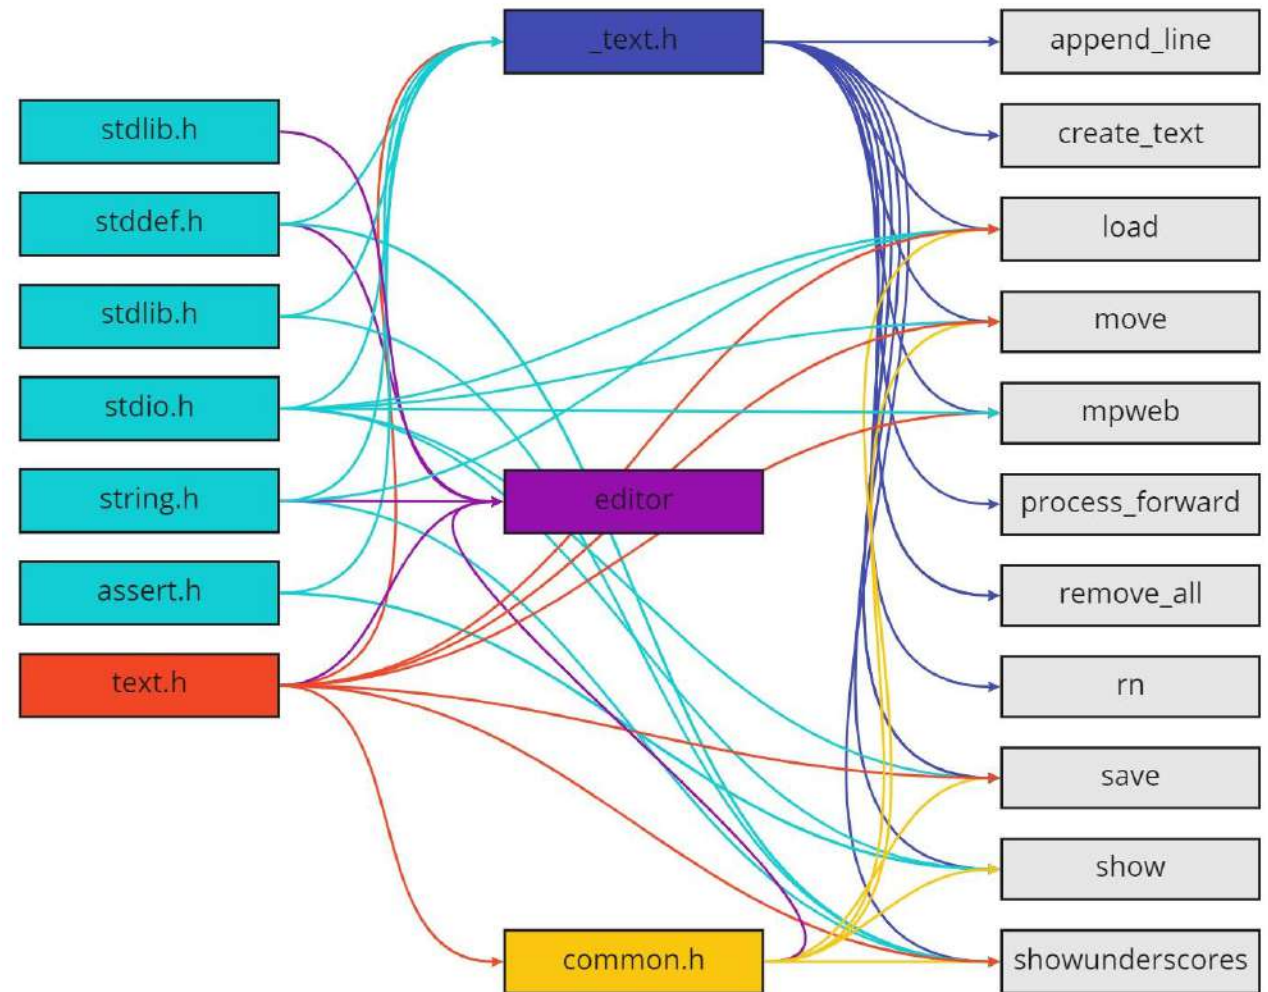 stdlib.h
stddef.h
stdlib.h
stdio.h
string.h
assert.h
text.h
_text.h
editor
common.h
append_line
create_text
load
move
mpweb
process_forward
remove_all
rn
save
show
showunderscores